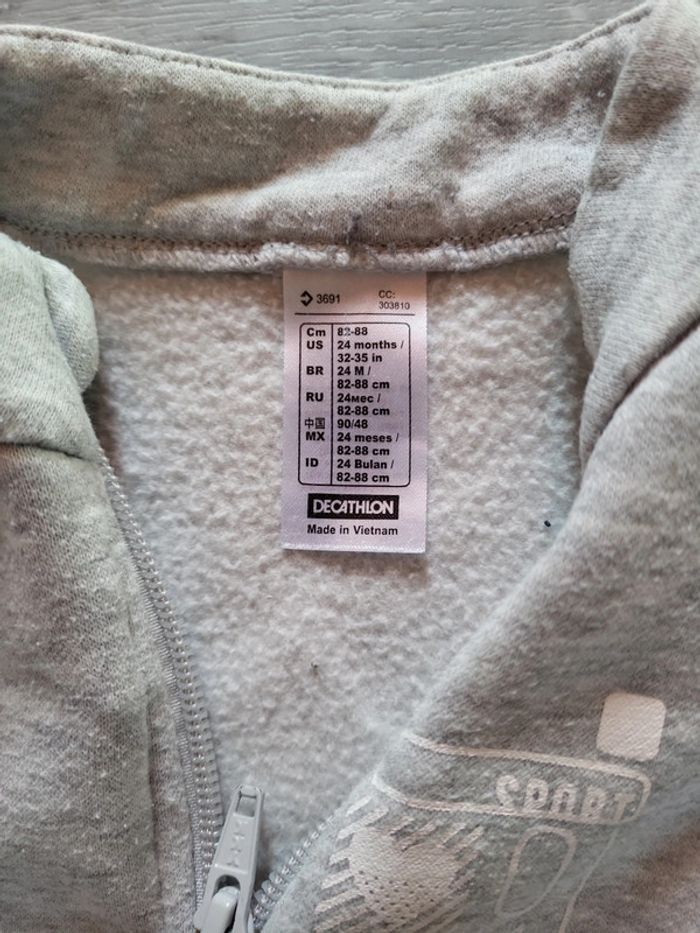 3691 CC:
303810
Cm 82-88
US 24 months /
32-35 in
BR 24 M /
82-88 cm
RU 24мес /
82-88 cm
中国 90/48
MX 24 meses /
82-88 cm
ID 24 Bulan /
82-88 cm
DECATHLON
Made in Vietnam
SPORT